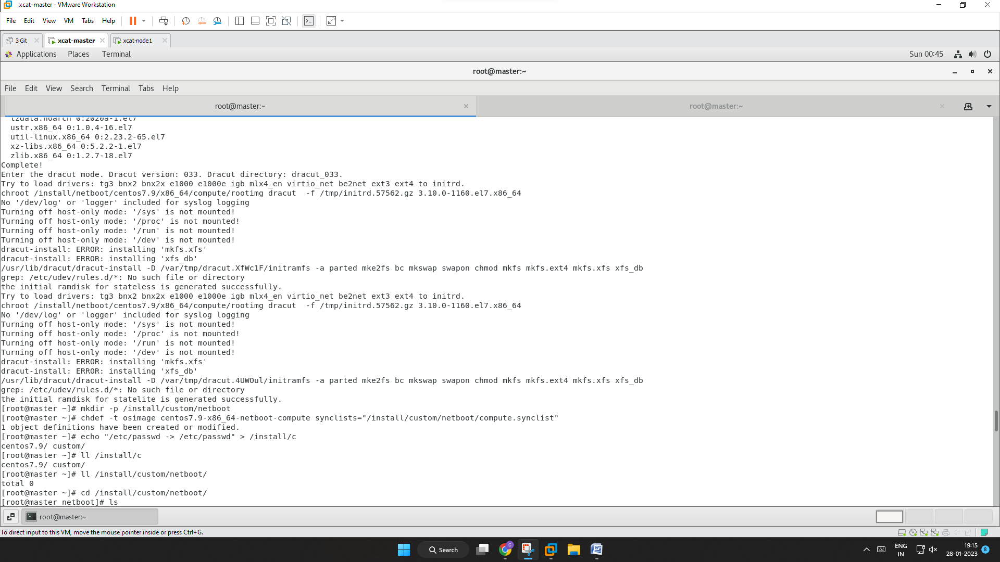 xcat-master - VMware Workstation
File Edit View VM Tabs Help
3 Git xcat-master xcat-node1
Applications Places Terminal Sun 00:45
root@master:~
File Edit View Search Terminal Tabs Help
root@master:~ root@master:~
tzdata.noarch 0:2020a-1.el7
ustr.x86_64 0:1.0.4-16.el7
util-linux.x86_64 0:2.23.2-65.el7
xz-libs.x86_64 0:5.2.2-1.el7
zlib.x86_64 0:1.2.7-18.el7
Complete!
Enter the dracut mode. Dracut version: 033. Dracut directory: dracut_033.
Try to load drivers: tg3 bnx2 bnx2x e1000 e1000e igb mlx4_en virtio_net be2net ext3 ext4 to initrd.
chroot /install/netboot/centos7.9/x86_64/compute/rootimg dracut  -f /tmp/initrd.57562.gz 3.10.0-1160.el7.x86_64
No '/dev/log' or 'logger' included for syslog logging
Turning off host-only mode: '/sys' is not mounted!
Turning off host-only mode: '/proc' is not mounted!
Turning off host-only mode: '/run' is not mounted!
Turning off host-only mode: '/dev' is not mounted!
dracut-install: ERROR: installing 'mkfs.xfs'
dracut-install: ERROR: installing 'xfs_db'
/usr/lib/dracut/dracut-install -D /var/tmp/dracut.XfWc1F/initramfs -a parted mke2fs bc mkswap swapon chmod mkfs mkfs.ext4 mkfs.xfs xfs_db
grep: /etc/udev/rules.d/*: No such file or directory
the initial ramdisk for stateless is generated successfully.
Try to load drivers: tg3 bnx2 bnx2x e1000 e1000e igb mlx4_en virtio_net be2net ext3 ext4 to initrd.
chroot /install/netboot/centos7.9/x86_64/compute/rootimg dracut  -f /tmp/initrd.57562.gz 3.10.0-1160.el7.x86_64
No '/dev/log' or 'logger' included for syslog logging
Turning off host-only mode: '/sys' is not mounted!
Turning off host-only mode: '/proc' is not mounted!
Turning off host-only mode: '/run' is not mounted!
Turning off host-only mode: '/dev' is not mounted!
dracut-install: ERROR: installing 'mkfs.xfs'
dracut-install: ERROR: installing 'xfs_db'
/usr/lib/dracut/dracut-install -D /var/tmp/dracut.4UWOul/initramfs -a parted mke2fs bc mkswap swapon chmod mkfs mkfs.ext4 mkfs.xfs xfs_db
grep: /etc/udev/rules.d/*: No such file or directory
the initial ramdisk for statelite is generated successfully.
[root@master ~]# mkdir -p /install/custom/netboot
[root@master ~]# chdef -t osimage centos7.9-x86_64-netboot-compute synclists="/install/custom/netboot/compute.synclist"
1 object definitions have been created or modified.
[root@master ~]# echo "/etc/passwd -> /etc/passwd" > /install/c
centos7.9/ custom/
[root@master ~]# ll /install/c
centos7.9/ custom/
[root@master ~]# ll /install/custom/netboot/
total 0
[root@master ~]# cd /install/custom/netboot/
[root@master netboot]# ls
root@master:~
To direct input to this VM, move the mouse pointer inside or press Ctrl+G.
Search
C
ENG
IN
19:15
28-01-2023
8